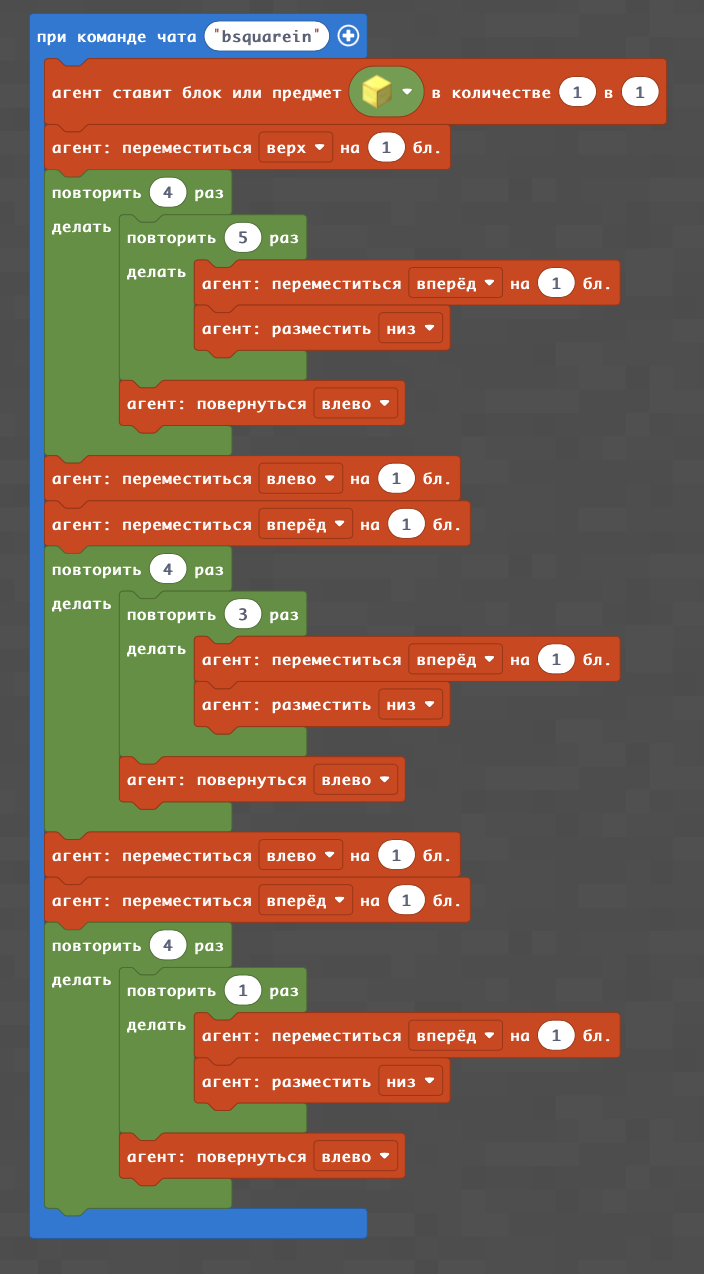 при команде чата "bsquarein"
агент ставит блок или предмет в количестве 1 в 1
агент: переместиться верх на 1 бл.
повторить 4 раз
делать
повторить 5 раз
делать
агент: переместиться вперёд на 1 бл.
агент: разместить низ
агент: повернуться влево
агент: переместиться влево на 1 бл.
агент: переместиться вперёд на 1 бл.
повторить 4 раз
делать
повторить 3 раз
делать
агент: переместиться вперёд на 1 бл.
агент: разместить низ
агент: повернуться влево
агент: переместиться влево на 1 бл.
агент: переместиться вперёд на 1 бл.
повторить 4 раз
делать
повторить 1 раз
делать
агент: переместиться вперёд на 1 бл.
агент: разместить низ
агент: повернуться влево